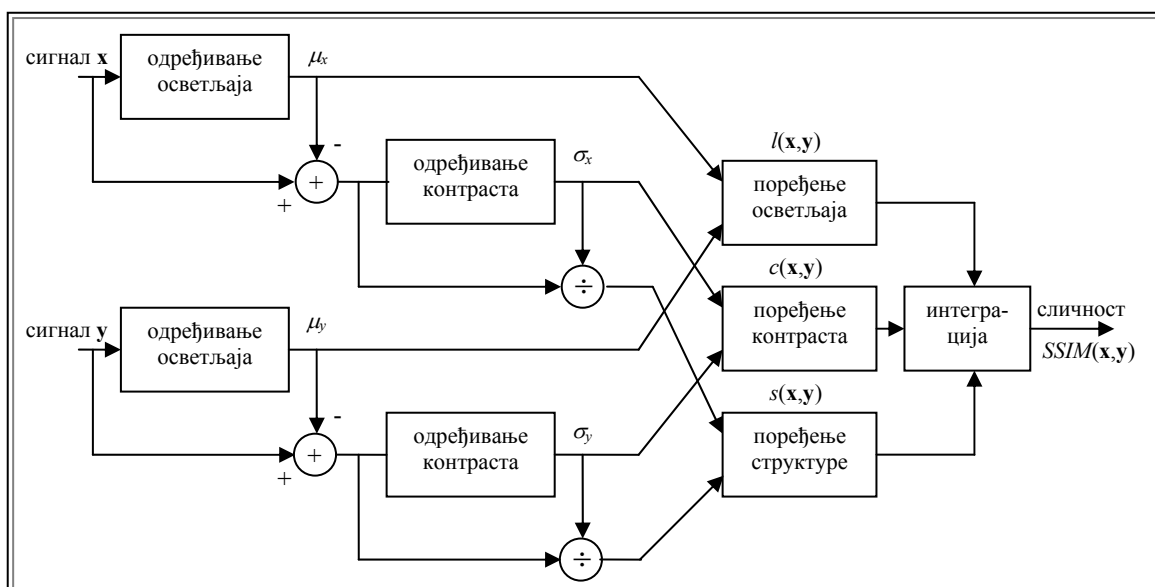 сигнал x
одређивање
осветљаја
μx
-
+
+
одређивање
контраста
σx
÷
сигнал y
одређивање
осветљаја
μy
-
+
+
одређивање
контраста
σy
÷
l(x,y)
поређење
осветљаја
c(x,y)
поређење
контраста
s(x,y)
поређење
структуре
интегра-
ција
сличност
SSIM(x,y)